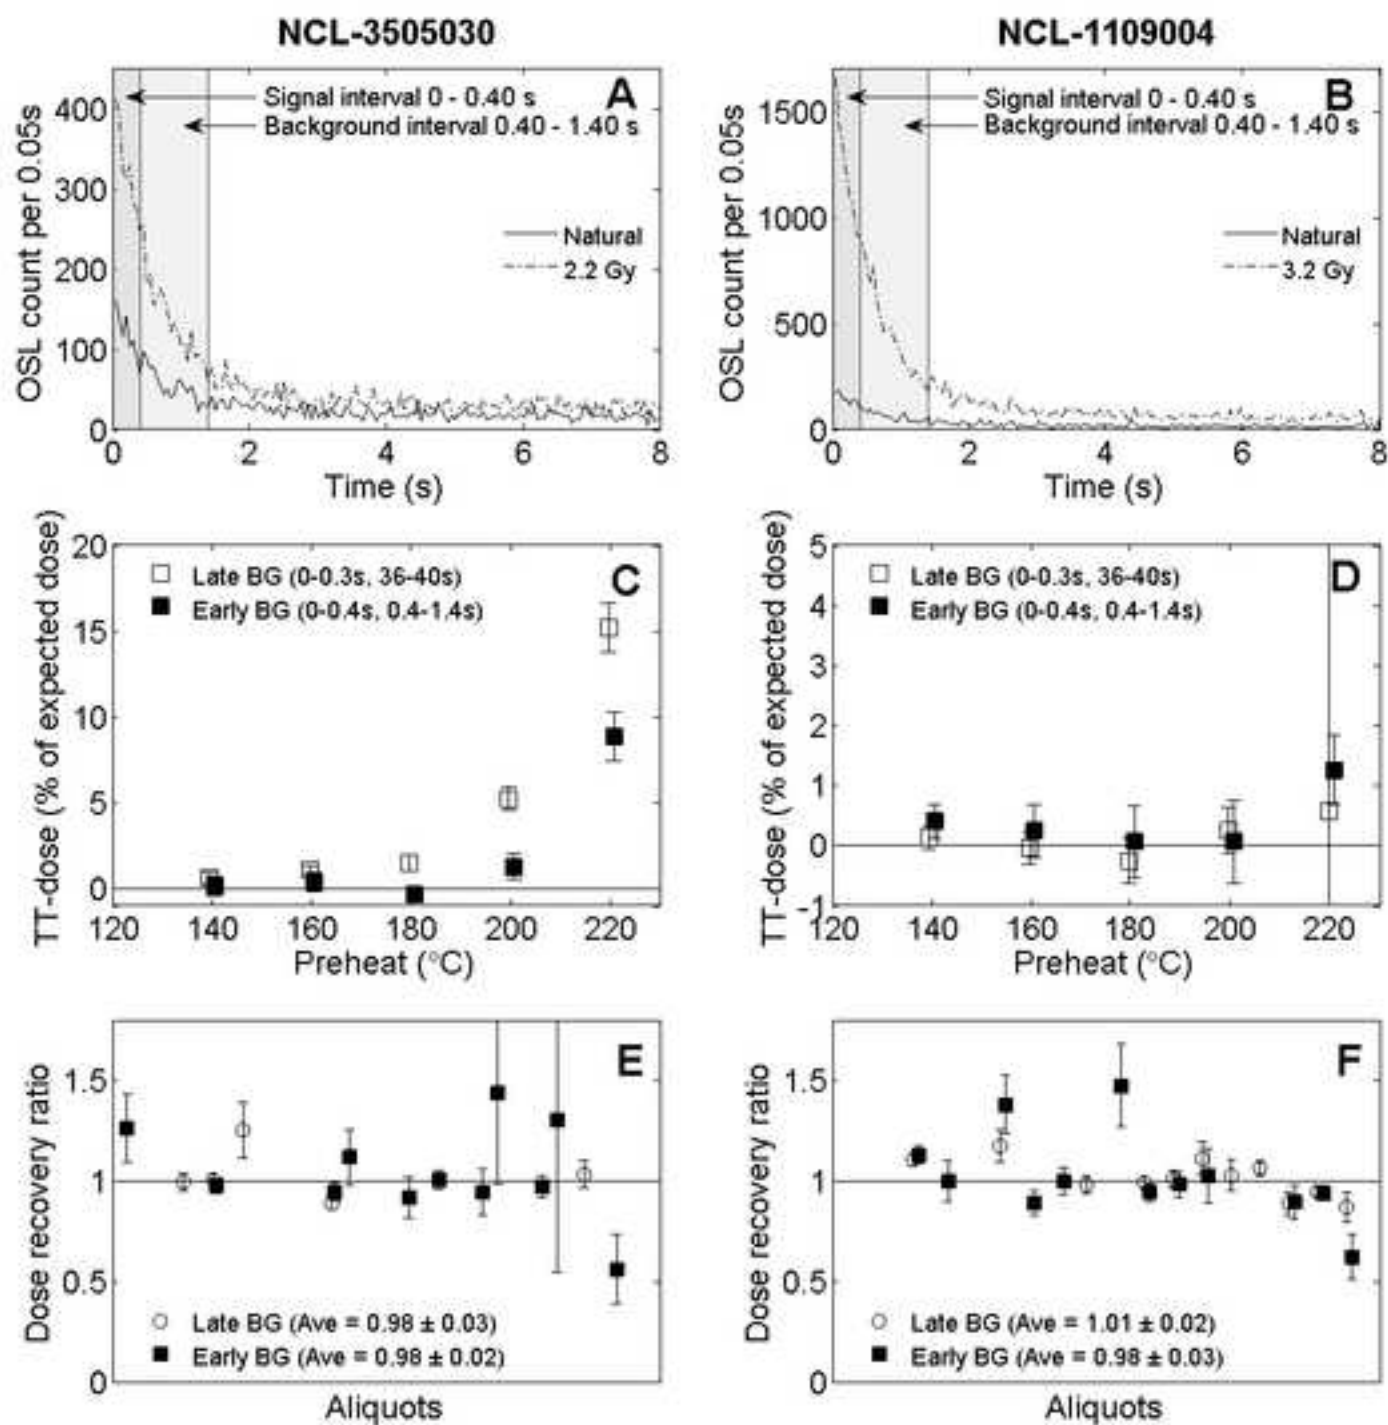 NCL-3505030
NCL-1109004
A
Signal interval 0 - 0.40 s
Background interval 0.40 - 1.40 s
Natural
2.2 Gy
OSL count per 0.05s
400
300
200
100
0
0 2 4 6 8
Time (s)
B
Signal interval 0 - 0.40 s
Background interval 0.40 - 1.40 s
Natural
3.2 Gy
OSL count per 0.05s
1500
1000
500
0
0 2 4 6 8
Time (s)
C
Late BG (0-0.3s, 36-40s)
Early BG (0-0.4s, 0.4-1.4s)
TT-dose (% of expected dose)
20
15
10
5
0
120 140 160 180 200 220
Preheat (°C)
D
Late BG (0-0.3s, 36-40s)
Early BG (0-0.4s, 0.4-1.4s)
TT-dose (% of expected dose)
5
4
3
2
1
0
-1
120 140 160 180 200 220
Preheat (°C)
E
Dose recovery ratio
1.5
1
0.5
0
Late BG (Ave = 0.98 ± 0.03)
Early BG (Ave = 0.98 ± 0.02)
Aliquots
F
Dose recovery ratio
1.5
1
0.5
0
Late BG (Ave = 1.01 ± 0.02)
Early BG (Ave = 0.98 ± 0.03)
Aliquots